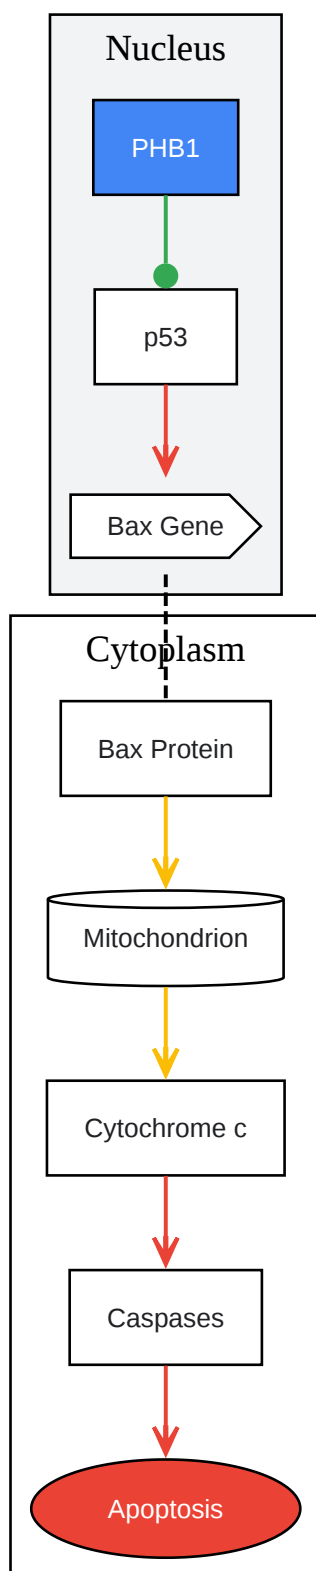 Nucleus
PHB1
p53
Bax Gene
Cytoplasm
Bax Protein
Mitochondrion
Cytochrome c
Caspases
Apoptosis